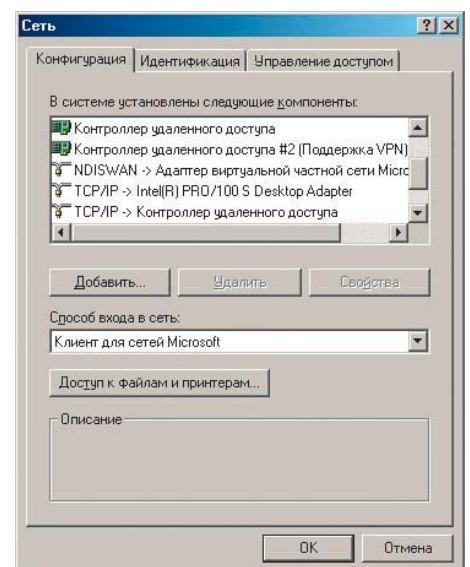 Сеть
Конфигурация Идентификация Управление доступом
В системе установлены следующие компоненты:
Контроллер удаленного доступа
Контроллер удаленного доступа #2 (Поддержка VPN)
NDISWAN -> Адаптер виртуальной частной сети Micro
TCP/IP -> Intel(R) PRO/100 S Desktop Adapter
TCP/IP -> Контроллер удаленного доступа
Добавить... Удалить Свойства
Способ входа в сеть:
Клиент для сетей Microsoft
Доступ к файлам и принтерам...
Описание
OK Отмена